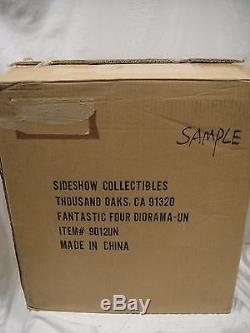 SAMPLE
SIDESHOW COLLECTIBLES
THOUSAND OAKS, CA 91320
FANTASTIC FOUR DIORAMA-UN
ITEM# 9012UN
MADE IN CHINA